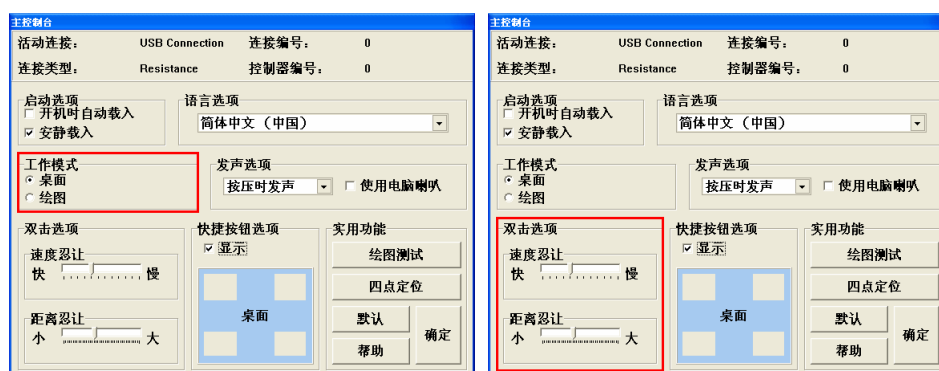 主控制台
活动连接： USB Connection 连接编号： 0
连接类型： Resistance 控制器编号： 0
启动选项 语言选项
开机时自动载入
安静载入 简体中文（中国）
工作模式 发声选项
桌面 按压时发声 使用电脑喇叭
绘图
双击选项 快捷按钮选项 实用功能
速度忍让 显示 绘图测试
快 慢
四点定位
距离忍让 桌面 默认 确定
小 大
帮助
主控制台
活动连接： USB Connection 连接编号： 0
连接类型： Resistance 控制器编号： 0
启动选项 语言选项
开机时自动载入
安静载入 简体中文（中国）
工作模式 发声选项
桌面 按压时发声 使用电脑喇叭
绘图
双击选项 快捷按钮选项 实用功能
速度忍让 显示 绘图测试
快 慢
四点定位
距离忍让 桌面 默认 确定
小 大
帮助